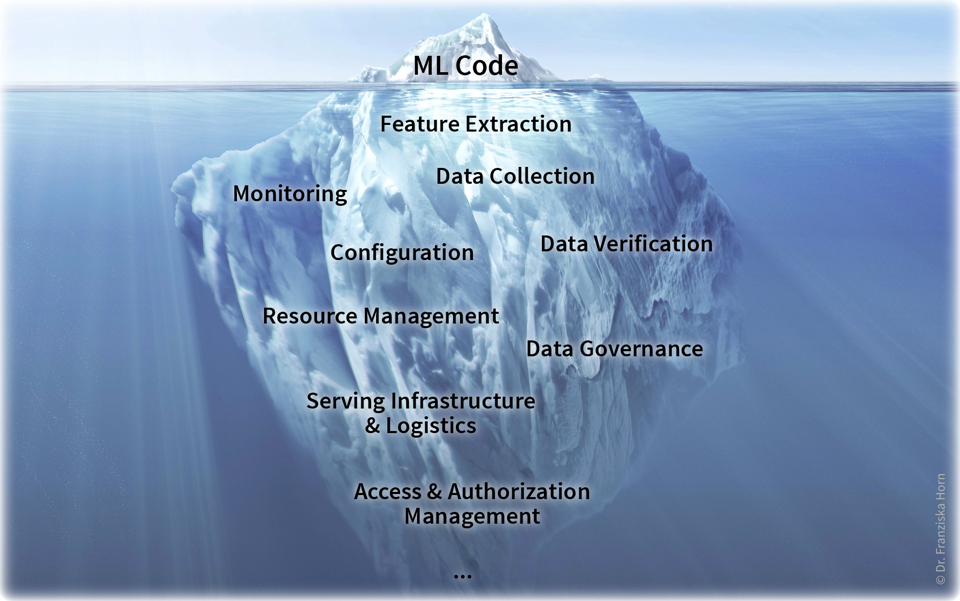 ML Code
Feature Extraction
Data Collection
Monitoring
Configuration
Data Verification
Resource Management
Data Governance
Serving Infrastructure
& Logistics
Access & Authorization
Management
...
© Dr. Franziska Horn